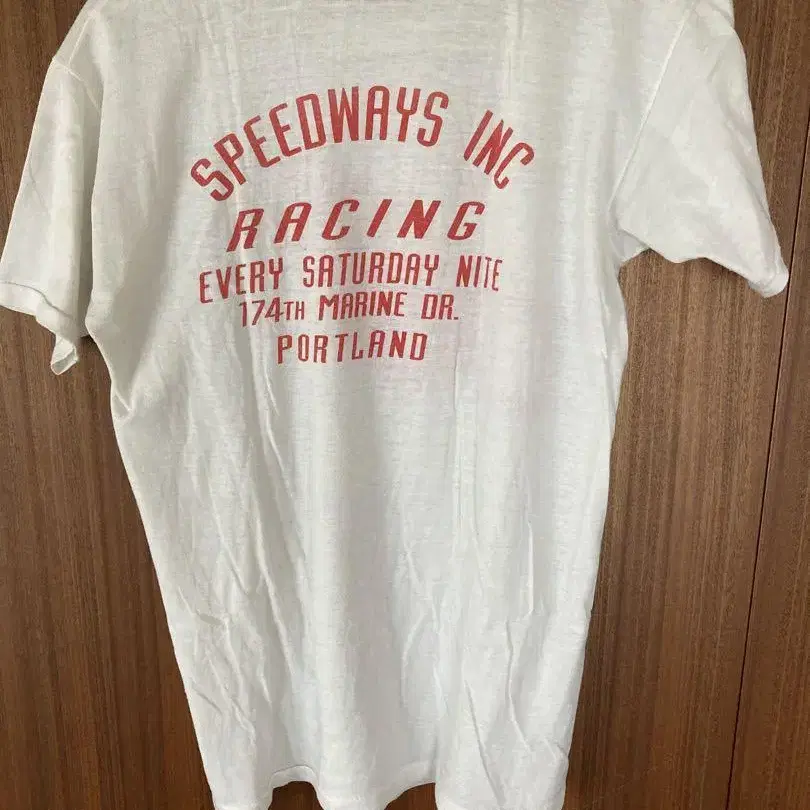 SPEEDWAYS INC
RACING
EVERY SATURDAY NITE
174TH MARINE DR.
PORTLAND